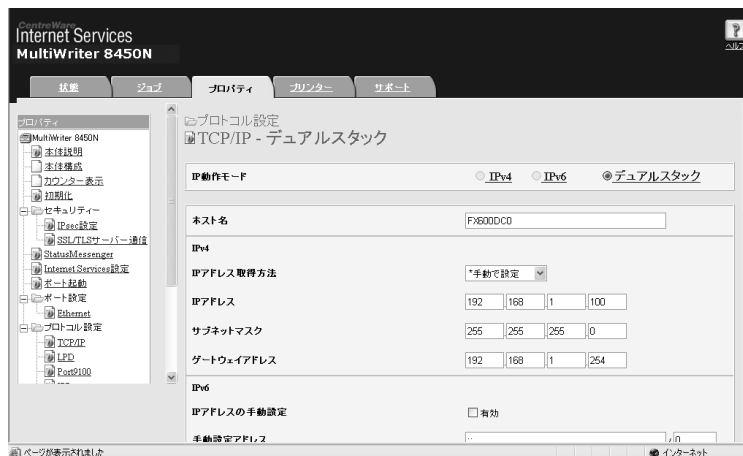 CentreWare
Internet Services
MultiWriter 8450N
ヘルプ
状態 ジョブ プロパティ プリンター サポート
プロパティ
MultiWriter 8450N
本体説明
本体構成
カウンター表示
初期化
セキュリティー
IPsec設定
SSL/TLSサーバー通信
StatusMessenger
Internet Services設定
ポート起動
ポート設定
Ethernet
プロトコル設定
TCP/IP
LPD
Port9100
プロトコル設定
TCP/IP - デュアルスタック
IP動作モード IPv4 IPv6 デュアルスタック
ホスト名 FX600DC0
IPv4
IPアドレス取得方法 *手動で設定
IPアドレス 192 .168 .1 .100
サブネットマスク 255 .255 .255 .0
ゲートウェイアドレス 192 .168 .1 .254
IPv6
IPアドレスの手動設定 有効
手動設定アドレス :: / 0
ページが表示されました インターネット